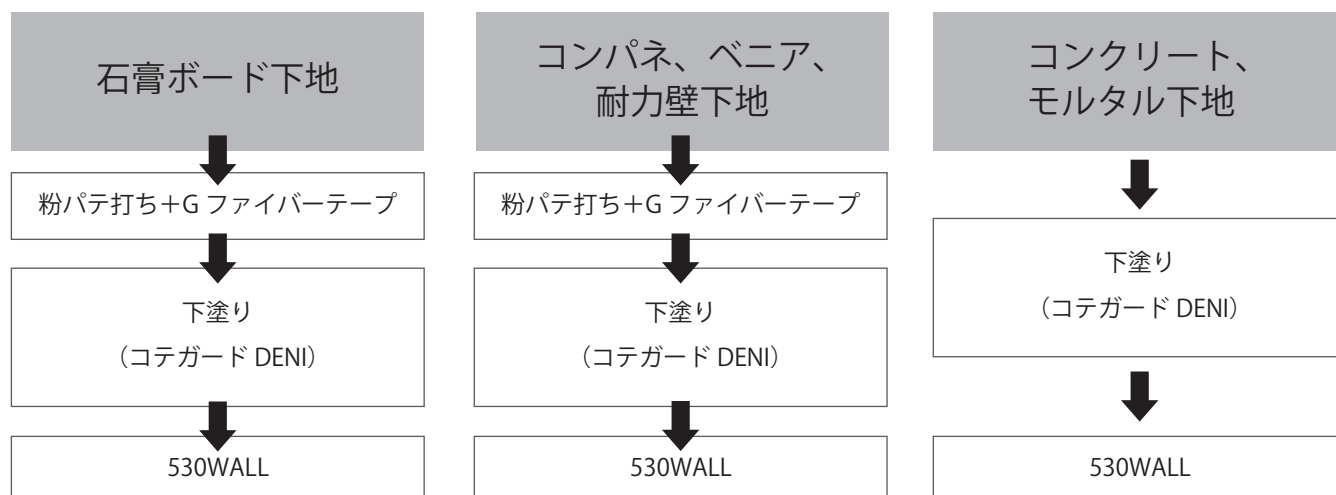 石膏ボード下地
粉パテ打ち+G ファイバーテープ
下塗り
（コテガード DENI）
530WALL
コンパネ、ベニア、
耐力壁下地
粉パテ打ち+G ファイバーテープ
下塗り
（コテガード DENI）
530WALL
コンクリート、
モルタル下地
下塗り
（コテガード DENI）
530WALL